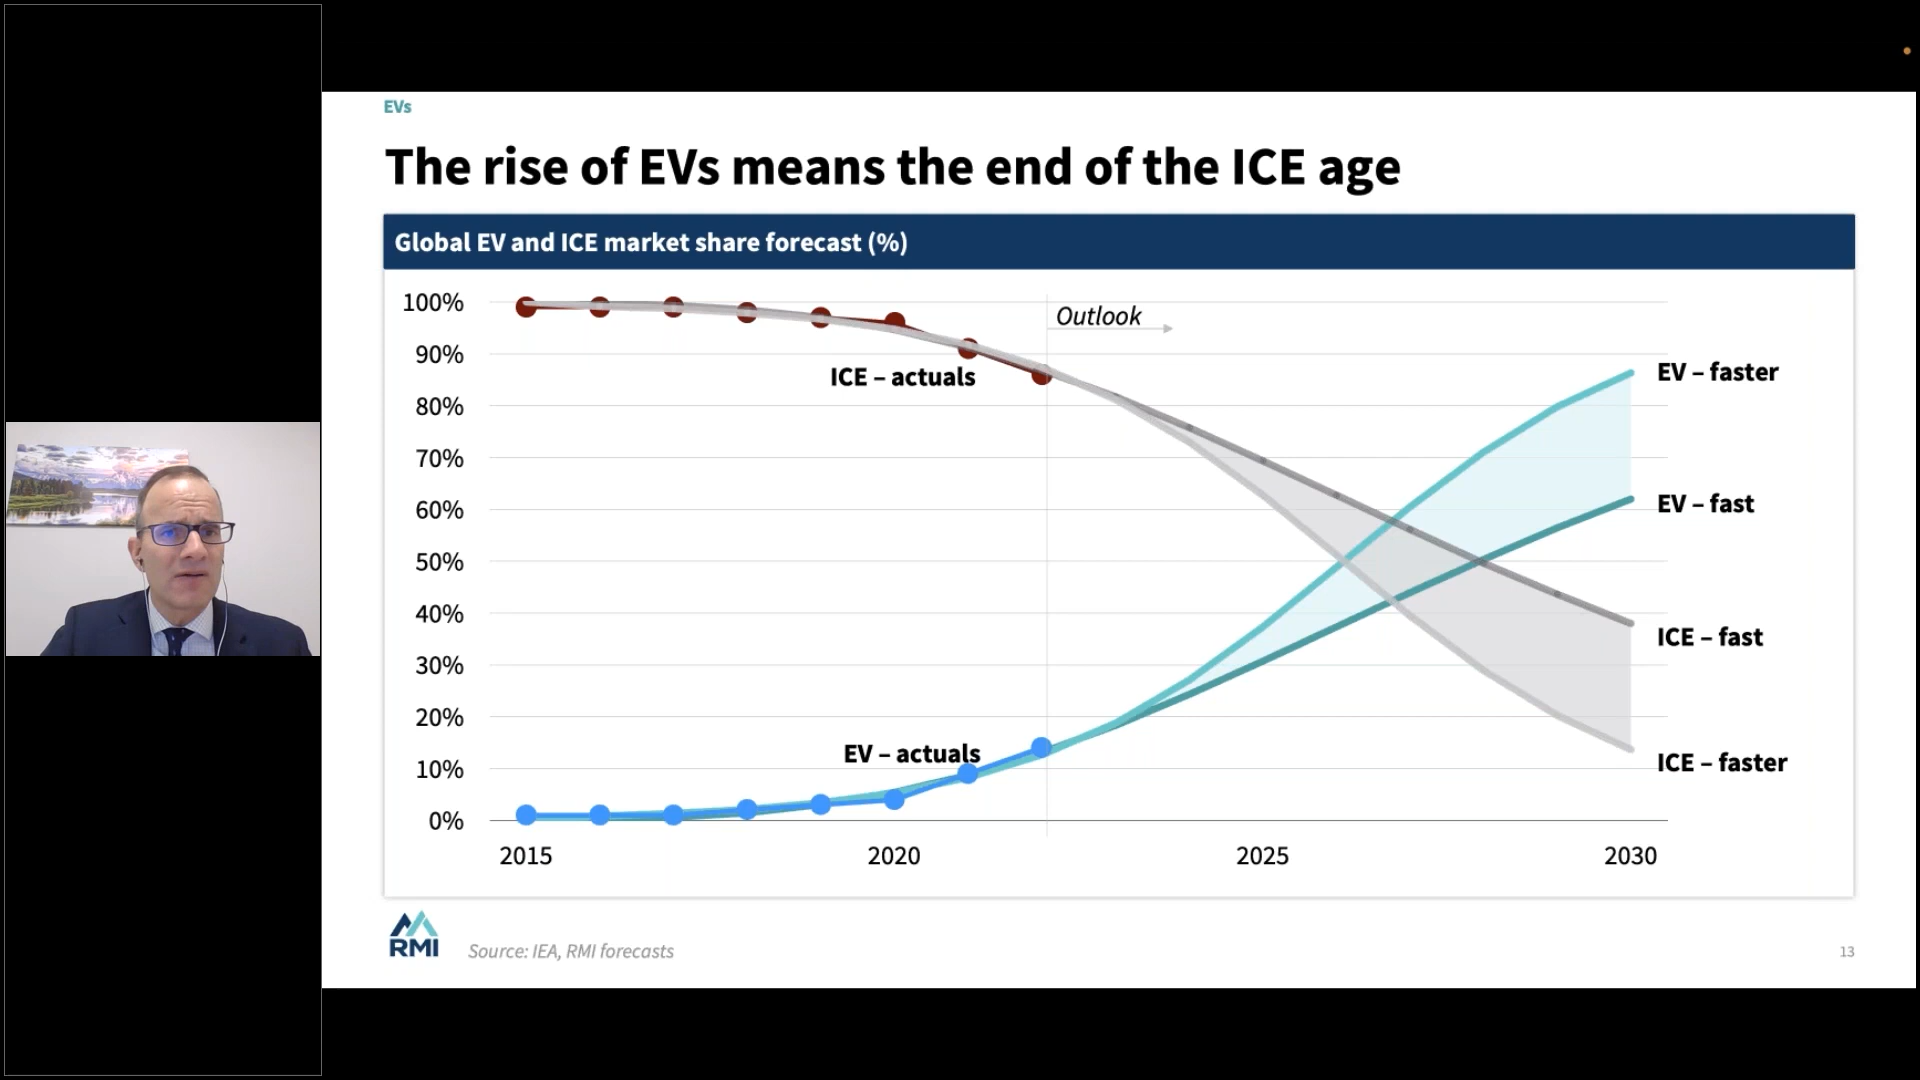 EVs
The rise of EVs means the end of the ICE age
Global EV and ICE market share forecast (%)
100%
90%
80%
70%
60%
50%
40%
30%
20%
10%
0%
Outlook
ICE – actuals
EV – actuals
EV – faster
EV – fast
ICE – fast
ICE – faster
2015 2020 2025 2030
RMI
Source: IEA, RMI forecasts
13